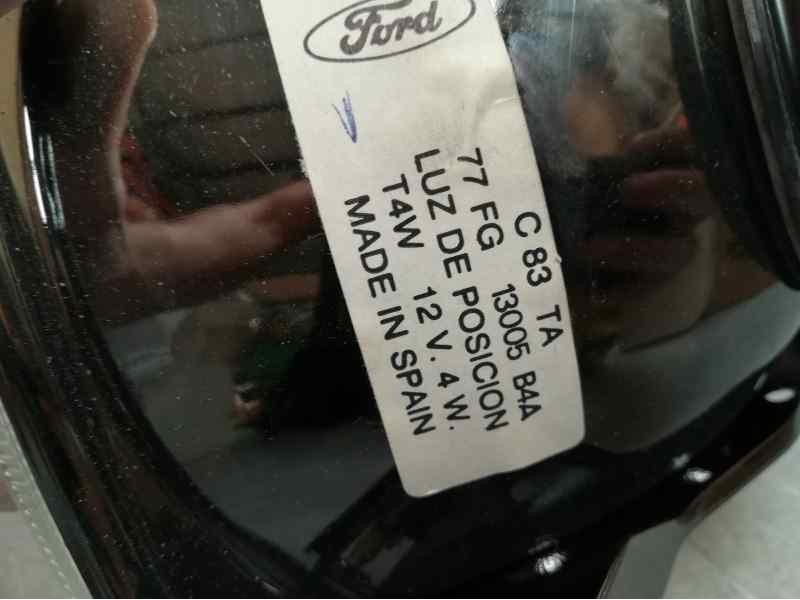 Ford
C 83 TA
77 FG 13005 B4A
LUZ DE POSICION
T4W 12 V. 4 W.
MADE IN SPAIN